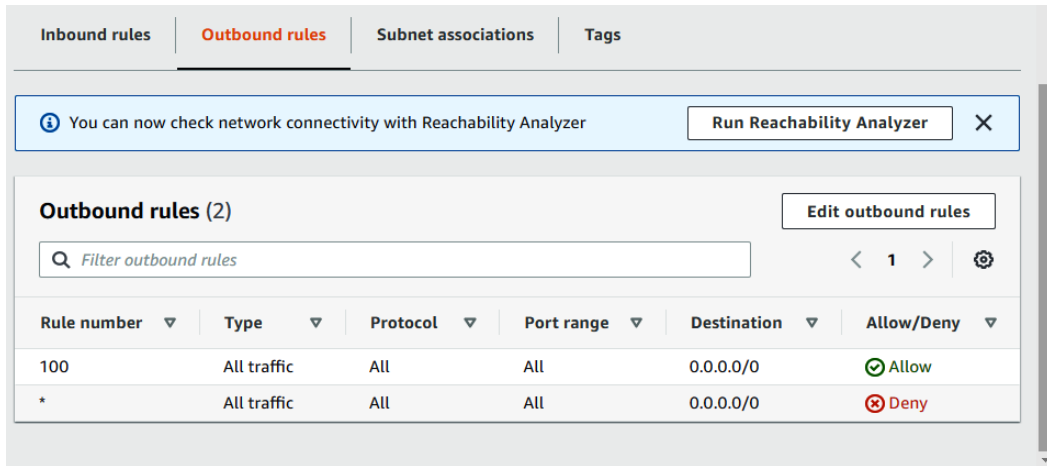 Inbound rules Outbound rules Subnet associations Tags
You can now check network connectivity with Reachability Analyzer Run Reachability Analyzer
Outbound rules (2) Edit outbound rules
Filter outbound rules 1
Rule number Type Protocol Port range Destination Allow/Deny
100 All traffic All All 0.0.0.0/0 Allow
* All traffic All All 0.0.0.0/0 Deny